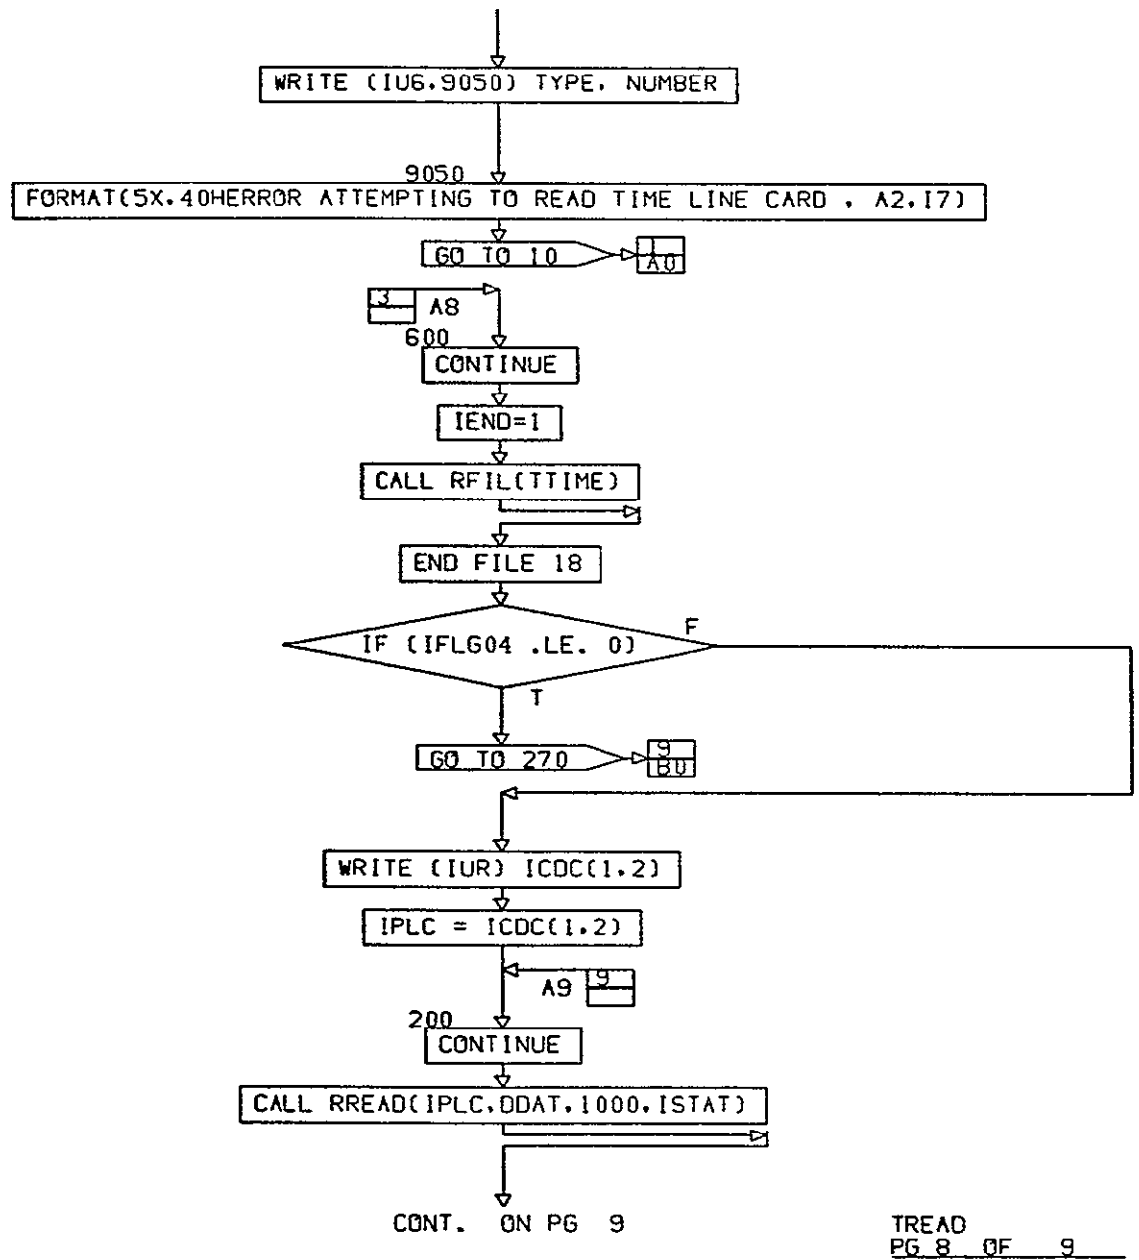 WRITE (IU6.9050) TYPE. NUMBER
9050
FORMAT(5X.40HERROR ATTEMPTING TO READ TIME LINE CARD . A2.I7)
GO TO 10
1
A0
3
A8
600
CONTINUE
IEND=1
CALL RFIL(TTIME)
END FILE 18
IF (IFLG04 .LE. 0)
F
T
GO TO 270
9
B0
WRITE (IUR) ICDC(1.2)
IPLC = ICDC(1.2)
A9
9
200
CONTINUE
CALL RREAD(IPLC.DDAT.1000.ISTAT)
CONT. ON PG 9
TREAD
PG 8 OF 9